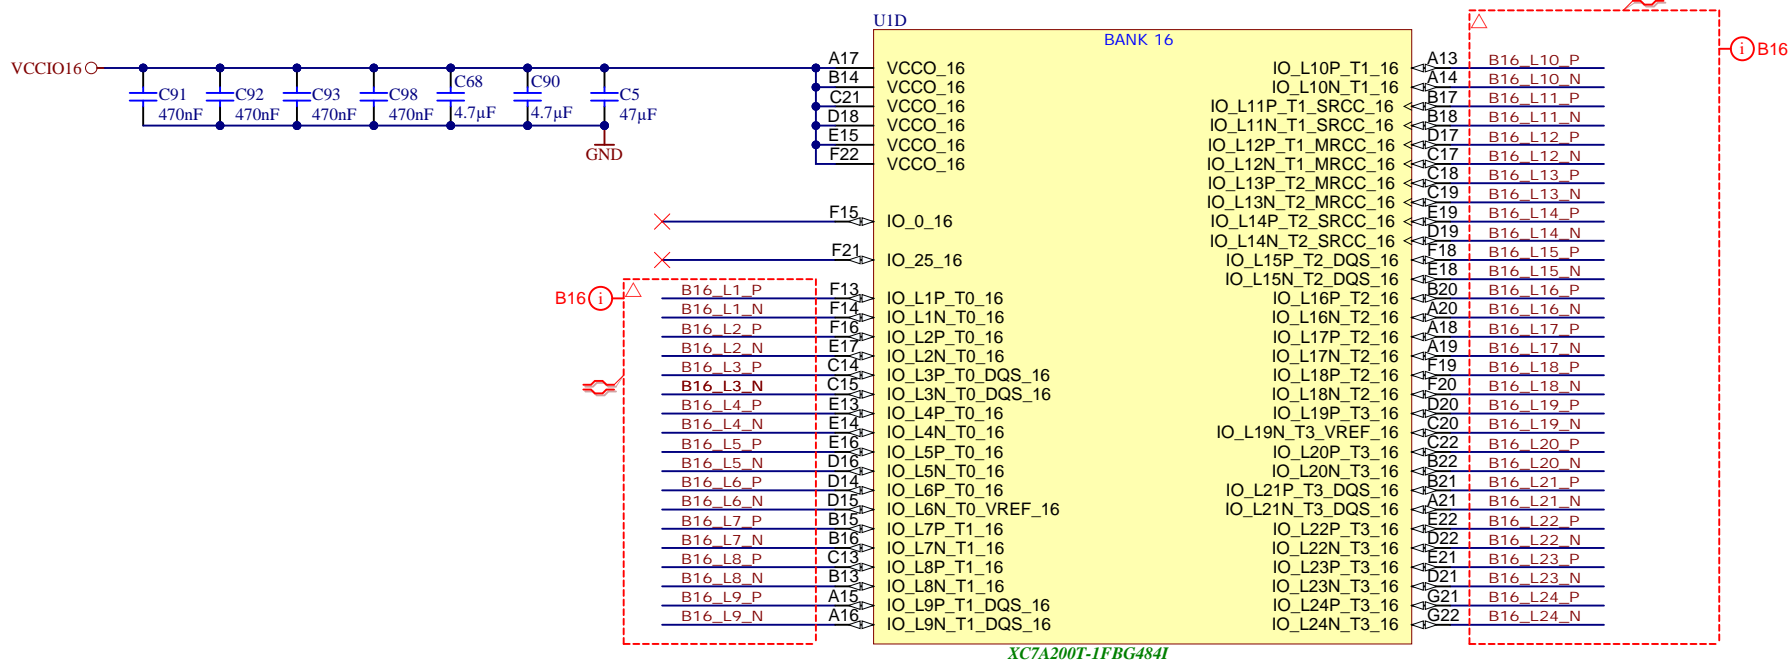 U1D
BANK 16
VCCIO16
C91
470nF
C92
470nF
C93
470nF
C98
470nF
C68
4.7µF
C90
4.7µF
C5
47µF
GND
A17 VCCO_16
B14 VCCO_16
C21 VCCO_16
D18 VCCO_16
E15 VCCO_16
F22 VCCO_16
F15 IO_0_16
F21 IO_25_16
B16 i
B16_L1_P F13 IO_L1P_T0_16
B16_L1_N F14 IO_L1N_T0_16
B16_L2_P F16 IO_L2P_T0_16
B16_L2_N E17 IO_L2N_T0_16
B16_L3_P C14 IO_L3P_T0_DQS_16
B16_L3_N C15 IO_L3N_T0_DQS_16
B16_L4_P E13 IO_L4P_T0_16
B16_L4_N E14 IO_L4N_T0_16
B16_L5_P E16 IO_L5P_T0_16
B16_L5_N D16 IO_L5N_T0_16
B16_L6_P D14 IO_L6P_T0_16
B16_L6_N D15 IO_L6N_T0_VREF_16
B16_L7_P B15 IO_L7P_T1_16
B16_L7_N B16 IO_L7N_T1_16
B16_L8_P C13 IO_L8P_T1_16
B16_L8_N B13 IO_L8N_T1_16
B16_L9_P A15 IO_L9P_T1_DQS_16
B16_L9_N A16 IO_L9N_T1_DQS_16
i B16
IO_L10P_T1_16 A13 B16_L10_P
IO_L10N_T1_16 A14 B16_L10_N
IO_L11P_T1_SRCC_16 B17 B16_L11_P
IO_L11N_T1_SRCC_16 B18 B16_L11_N
IO_L12P_T1_MRCC_16 D17 B16_L12_P
IO_L12N_T1_MRCC_16 C17 B16_L12_N
IO_L13P_T2_MRCC_16 C18 B16_L13_P
IO_L13N_T2_MRCC_16 C19 B16_L13_N
IO_L14P_T2_SRCC_16 E19 B16_L14_P
IO_L14N_T2_SRCC_16 D19 B16_L14_N
IO_L15P_T2_DQS_16 F18 B16_L15_P
IO_L15N_T2_DQS_16 E18 B16_L15_N
IO_L16P_T2_16 B20 B16_L16_P
IO_L16N_T2_16 A20 B16_L16_N
IO_L17P_T2_16 A18 B16_L17_P
IO_L17N_T2_16 A19 B16_L17_N
IO_L18P_T2_16 F19 B16_L18_P
IO_L18N_T2_16 F20 B16_L18_N
IO_L19P_T3_16 D20 B16_L19_P
IO_L19N_T3_VREF_16 C20 B16_L19_N
IO_L20P_T3_16 C22 B16_L20_P
IO_L20N_T3_16 B22 B16_L20_N
IO_L21P_T3_DQS_16 B21 B16_L21_P
IO_L21N_T3_DQS_16 A21 B16_L21_N
IO_L22P_T3_16 E22 B16_L22_P
IO_L22N_T3_16 D22 B16_L22_N
IO_L23P_T3_16 E21 B16_L23_P
IO_L23N_T3_16 D21 B16_L23_N
IO_L24P_T3_16 G21 B16_L24_P
IO_L24N_T3_16 G22 B16_L24_N
XC7A200T-1FBG484I